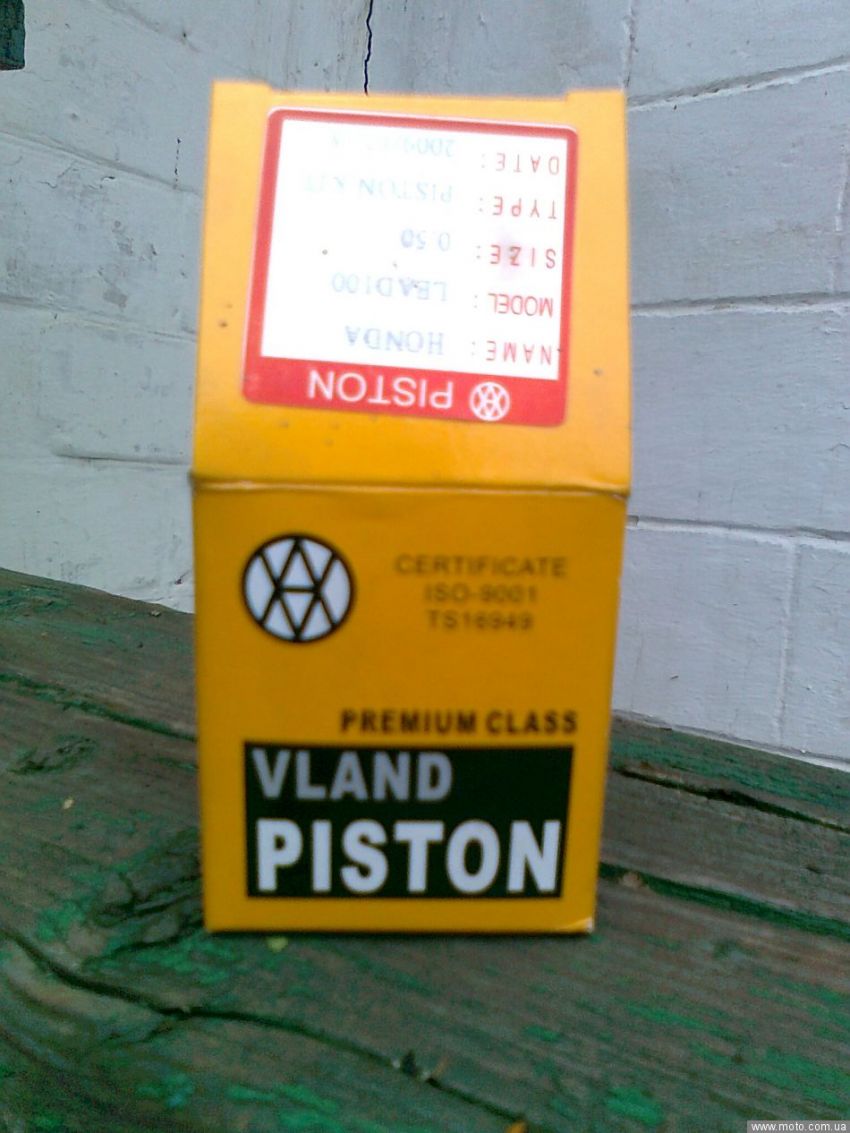 PISTON
NAME: HONDA
MODEL: LEAD100
SIZE: 0.50
TYPE: PISTON KIT
DATE:
CERTIFICATE
ISO-9001
TS16949
PREMIUM CLASS
VLAND
PISTON
www.moto.com.ua